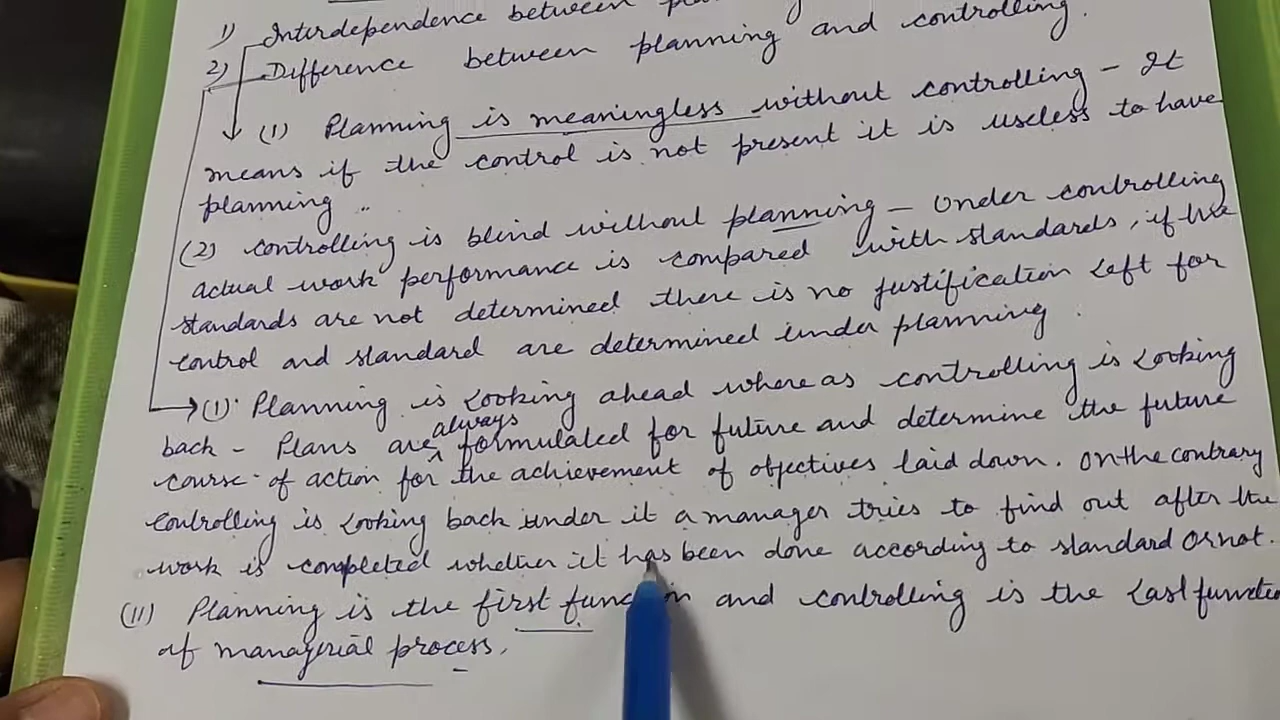 1) Interdependence between
2) Difference between planning and controlling.
(1) Planning is meaningless without controlling - It
means if the control is not present it is useless to have
planning ..
(2) controlling is blind without planning - Under controlling
actual work performance is compared with standards, if the
standards are not determined there is no justification left for
control and standard are determined under planning.
(1). Planning is looking ahead where as controlling is looking
back - Plans are always formulated for future and determine the future
course of action for the achievement of objectives laid down. On the contrary
controlling is looking back under it a manager tries to find out after the
work is completed whether it has been done according to standard or not.
(11) Planning is the first function and controlling is the last functio
of managerial process.